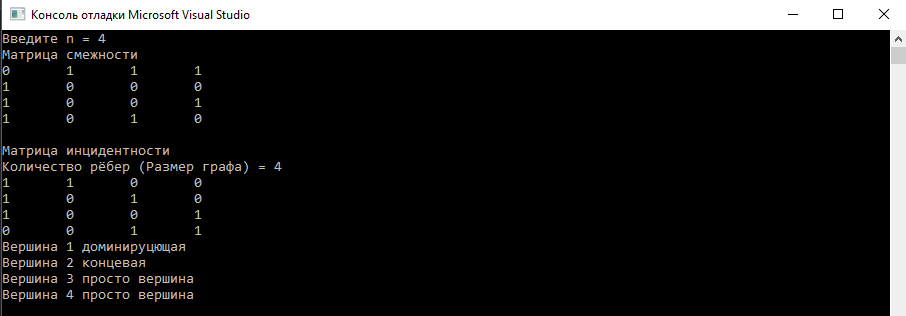 Консоль отладки Microsoft Visual Studio
Введите n = 4
Матрица смежности
0 1 1 1
1 0 0 0
1 0 0 1
1 0 1 0
Матрица инцидентности
Количество рёбер (Размер графа) = 4
1 1 0 0
1 0 1 0
1 0 0 1
0 0 1 1
Вершина 1 доминируцющая
Вершина 2 концевая
Вершина 3 просто вершина
Вершина 4 просто вершина